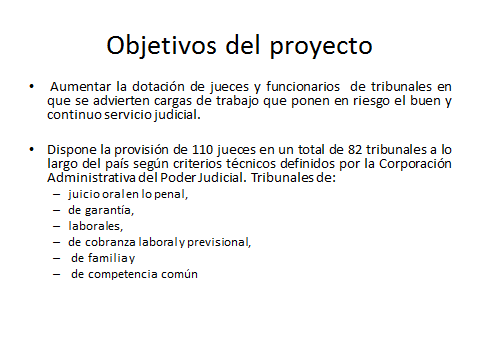 Objetivos del proyecto
• Aumentar la dotación de jueces y funcionarios de tribunales en
que se advierten cargas de trabajo que ponen en riesgo el buen y
continuo servicio judicial.
• Dispone la provisión de 110 jueces en un total de 82 tribunales a lo
largo del país según criterios técnicos definidos por la Corporación
Administrativa del Poder Judicial. Tribunales de:
– juicio oral en lo penal,
– de garantía,
– laborales,
– de cobranza laboral y previsional,
– de familia y
– de competencia común